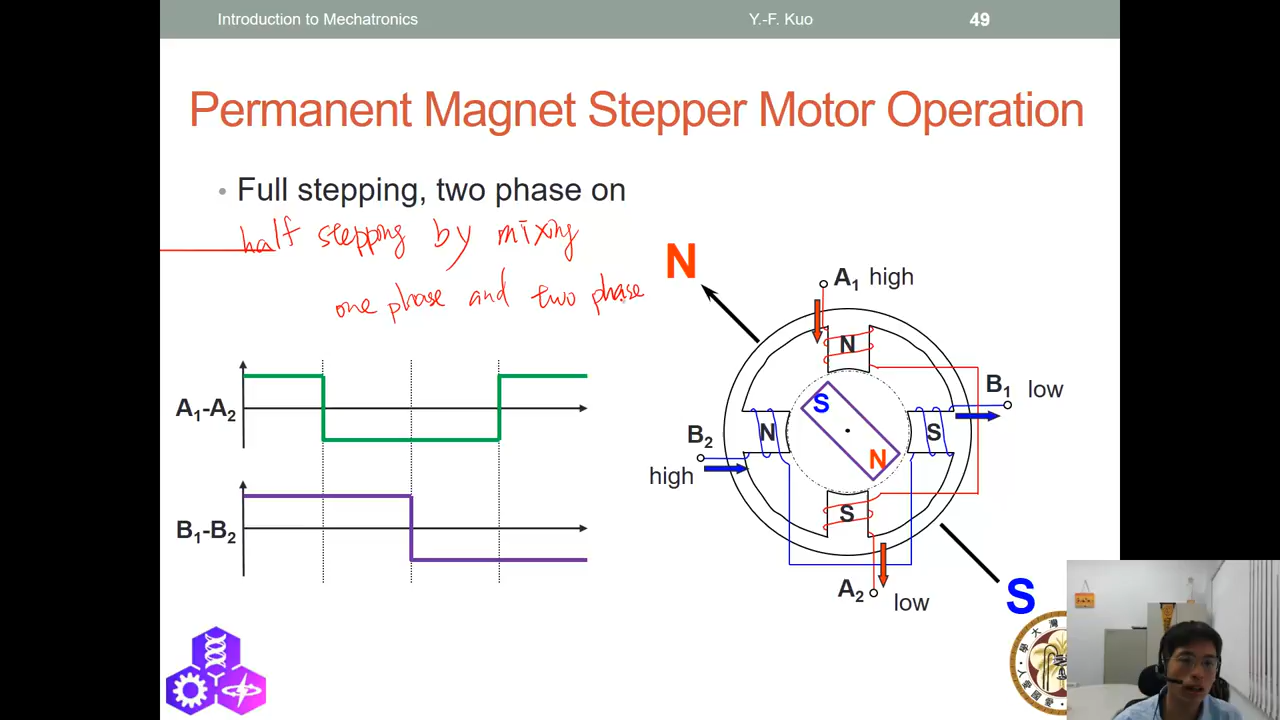 Introduction to Mechatronics
Y.-F. Kuo
49
Permanent Magnet Stepper Motor Operation
• Full stepping, two phase on
half stepping by mixing
one phase and two phase
N
A1 high
N
B1 low
A1-A2
S
B2
N
S
high
N
S
B1-B2
A2 low
S